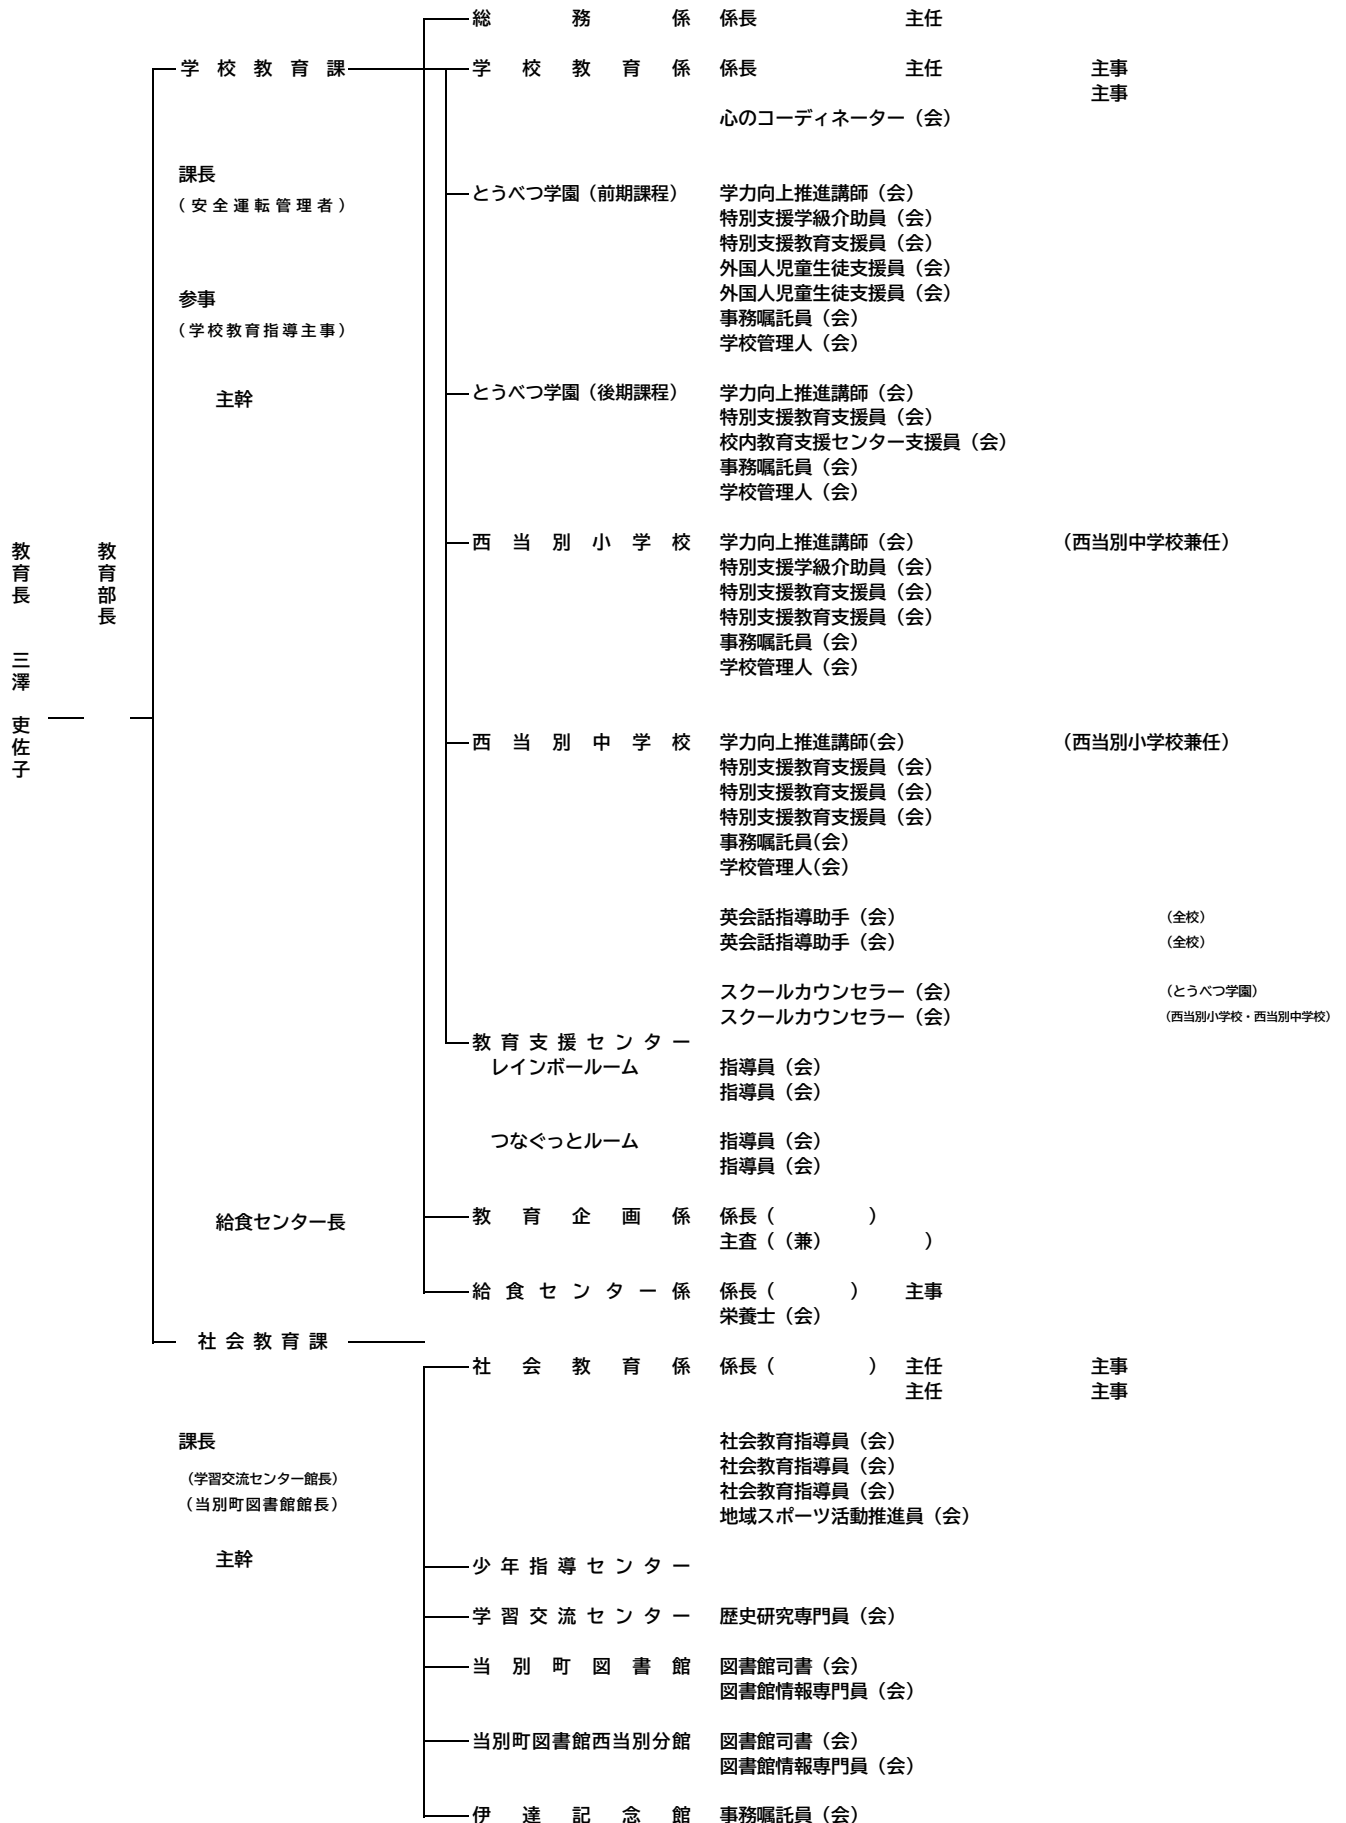 総務係 係長 主任
学校教育課 学校教育係 係長 主任 主事
主事
心のコーディネーター（会）
課長
（安全運転管理者）
とうべつ学園（前期課程） 学力向上推進講師（会）
特別支援学級介助員（会）
特別支援教育支援員（会）
外国人児童生徒支援員（会）
参事 外国人児童生徒支援員（会）
（学校教育指導主事） 事務嘱託員（会）
学校管理人（会）
主幹
とうべつ学園（後期課程） 学力向上推進講師（会）
特別支援教育支援員（会）
校内教育支援センター支援員（会）
事務嘱託員（会）
学校管理人（会）
教育長 三澤 吏佐子
教育部長
西当別小学校 学力向上推進講師（会） （西当別中学校兼任）
特別支援学級介助員（会）
特別支援教育支援員（会）
特別支援教育支援員（会）
事務嘱託員（会）
学校管理人（会）
西当別中学校 学力向上推進講師(会) （西当別小学校兼任）
特別支援教育支援員（会）
特別支援教育支援員（会）
特別支援教育支援員（会）
事務嘱託員(会）
学校管理人(会）
英会話指導助手（会） （全校）
英会話指導助手（会） （全校）
スクールカウンセラー（会） （とうべつ学園）
スクールカウンセラー（会） （西当別小学校・西当別中学校）
教育支援センター
レインボールーム 指導員（会）
指導員（会）
つなぐっとルーム 指導員（会）
指導員（会）
給食センター長 教育企画係 係長（ ）
主査（（兼） ）
給食センター係 係長（ ） 主事
栄養士（会）
社会教育課
社会教育係 係長（ ） 主任 主事
主任 主事
課長 社会教育指導員（会）
社会教育指導員（会）
（学習交流センター館長） 社会教育指導員（会）
（当別町図書館館長） 地域スポーツ活動推進員（会）
主幹 少年指導センター
学習交流センター 歴史研究専門員（会）
当別町図書館 図書館司書（会）
図書館情報専門員（会）
当別町図書館西当別分館 図書館司書（会）
図書館情報専門員（会）
伊達記念館 事務嘱託員（会）